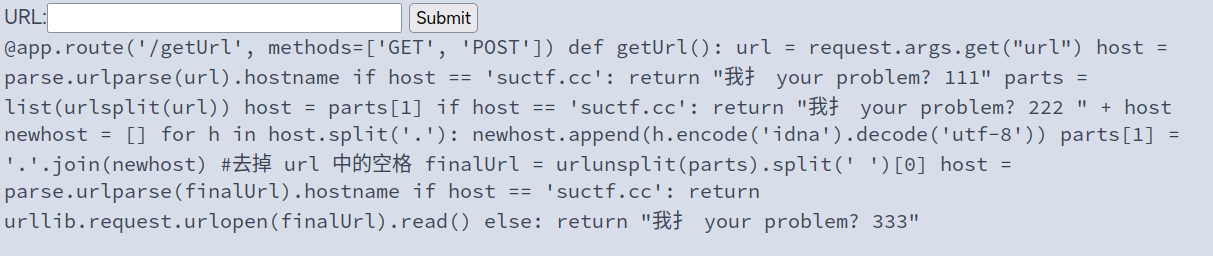 URL: Submit
@app.route('/getUrl', methods=['GET', 'POST']) def getUrl(): url = request.args.get("url") host =
parse.urlparse(url).hostname if host == 'suctf.cc': return "我扌 your problem? 111" parts =
list(urlsplit(url)) host = parts[1] if host == 'suctf.cc': return "我扌 your problem? 222 " + host
newhost = [] for h in host.split('.'): newhost.append(h.encode('idna').decode('utf-8')) parts[1] =
'.'.join(newhost) #去掉 url 中的空格 finalUrl = urlunsplit(parts).split(' ')[0] host =
parse.urlparse(finalUrl).hostname if host == 'suctf.cc': return
urllib.request.urlopen(finalUrl).read() else: return "我扌 your problem? 333"